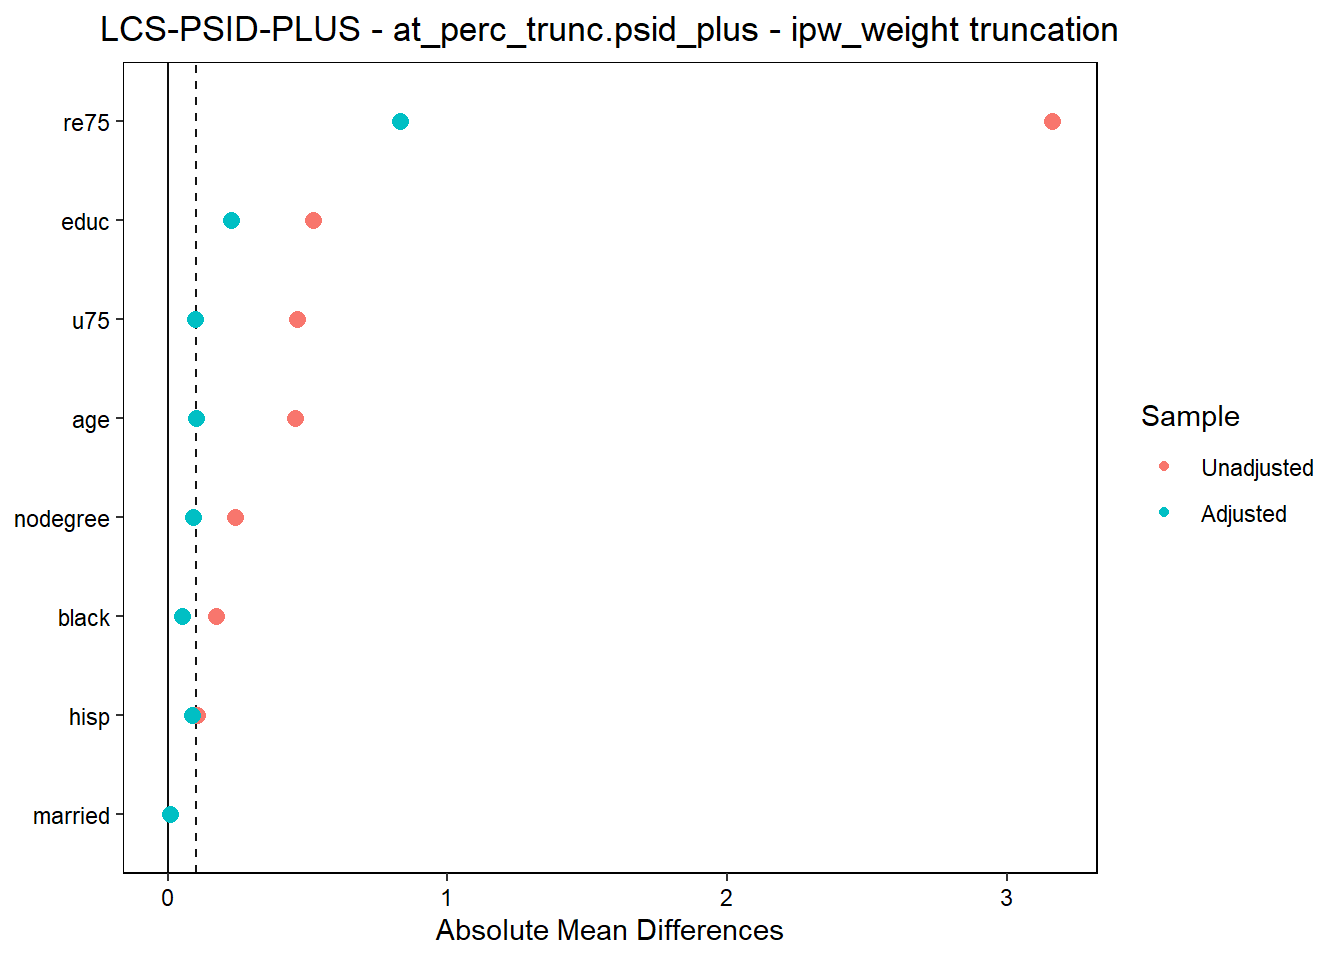 LCS-PSID-PLUS - at_perc_trunc.psid_plus - ipw_weight truncation
re75
educ
u75
age
nodegree
black
hisp
married
0 1 2 3
Absolute Mean Differences
Sample
Unadjusted
Adjusted